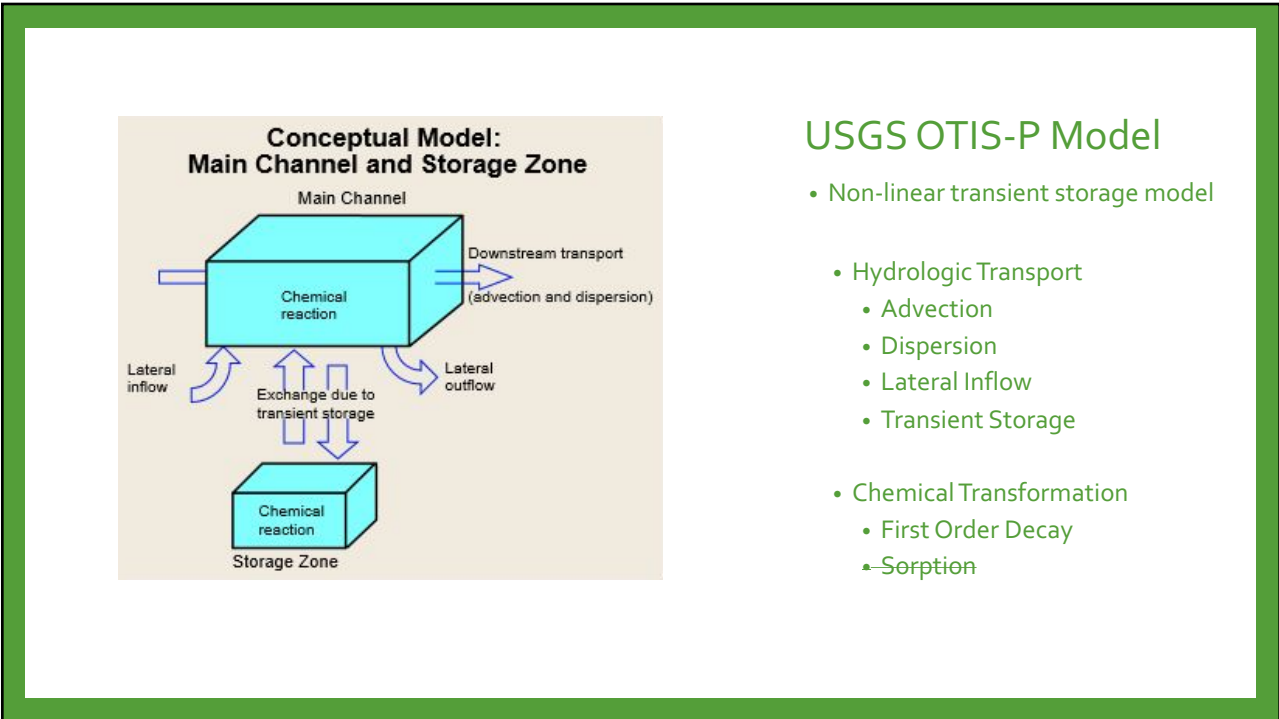 Conceptual Model:
Main Channel and Storage Zone
Main Channel
Downstream transport
(advection and dispersion)
Chemical
reaction
Lateral
inflow
Exchange due to
transient storage
Lateral
outflow
Chemical
reaction
Storage Zone
USGS OTIS-P Model
• Non-linear transient storage model
• Hydrologic Transport
• Advection
• Dispersion
• Lateral Inflow
• Transient Storage
• Chemical Transformation
• First Order Decay
• Sorption